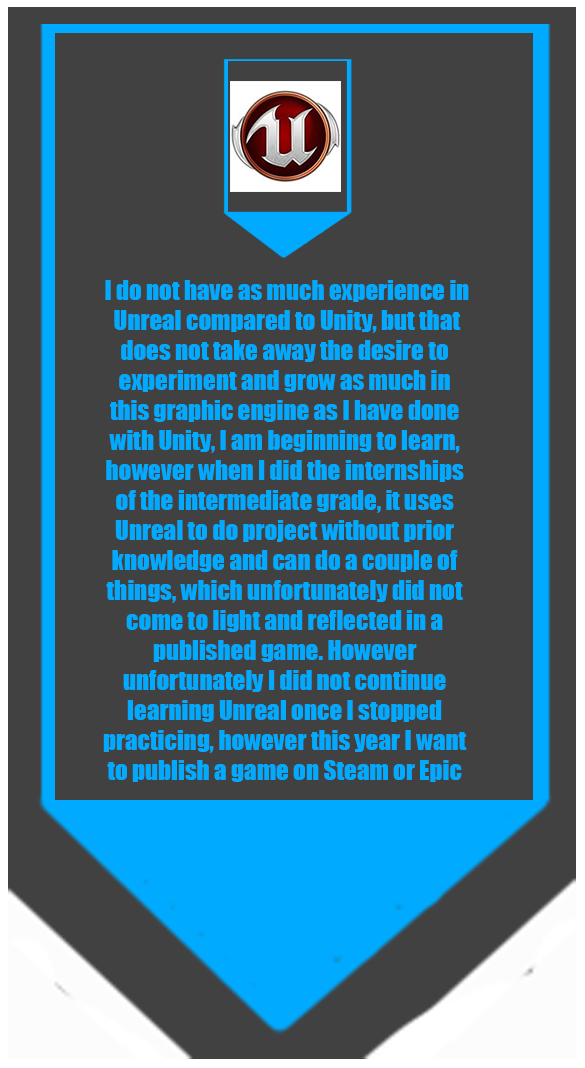 I do not have as much experience in
Unreal compared to Unity, but that
does not take away the desire to
experiment and grow as much in
this graphic engine as I have done
with Unity, I am beginning to learn,
however when I did the internships
of the intermediate grade, it uses
Unreal to do project without prior
knowledge and can do a couple of
things, which unfortunately did not
come to light and reflected in a
published game. However
unfortunately I did not continue
learning Unreal once I stopped
practicing, however this year I want
to publish a game on Steam or Epic